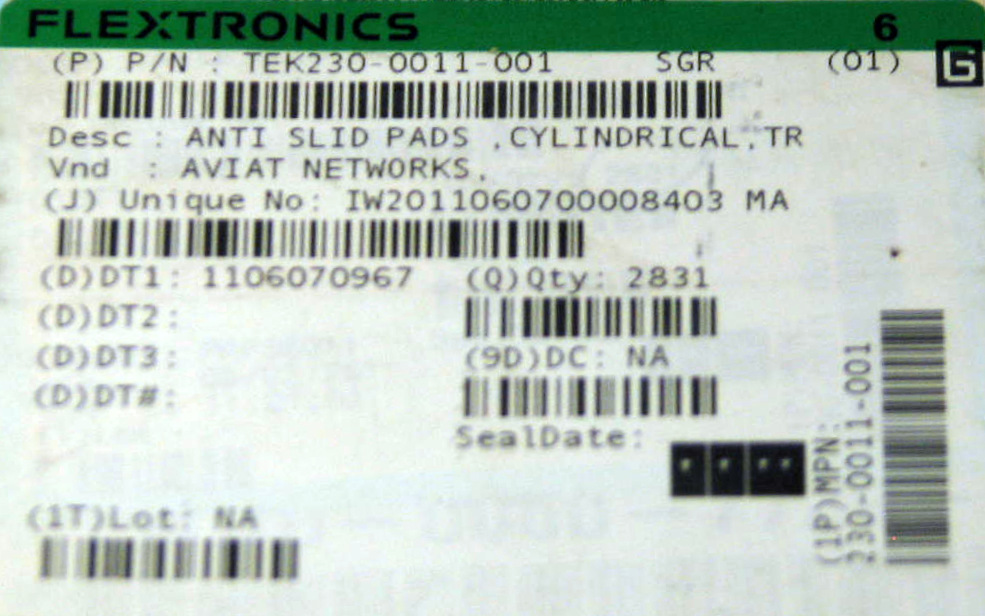 FLEXTRONICS 6
(P) P/N : TEK230-0011-001 SGR (01) G
Desc : ANTI SLID PADS ,CYLINDRICAL,TR
Vnd : AVIAT NETWORKS,
(J) Unique No: IW2011060700008403 MA
(D)DT1: 1106070967 (Q)Qty: 2831
(D)DT2:
(D)DT3: (9D)DC: NA
(D)DT#:
SealDate:
(1T)Lot: NA
(1P)MPN:
230-0011-001